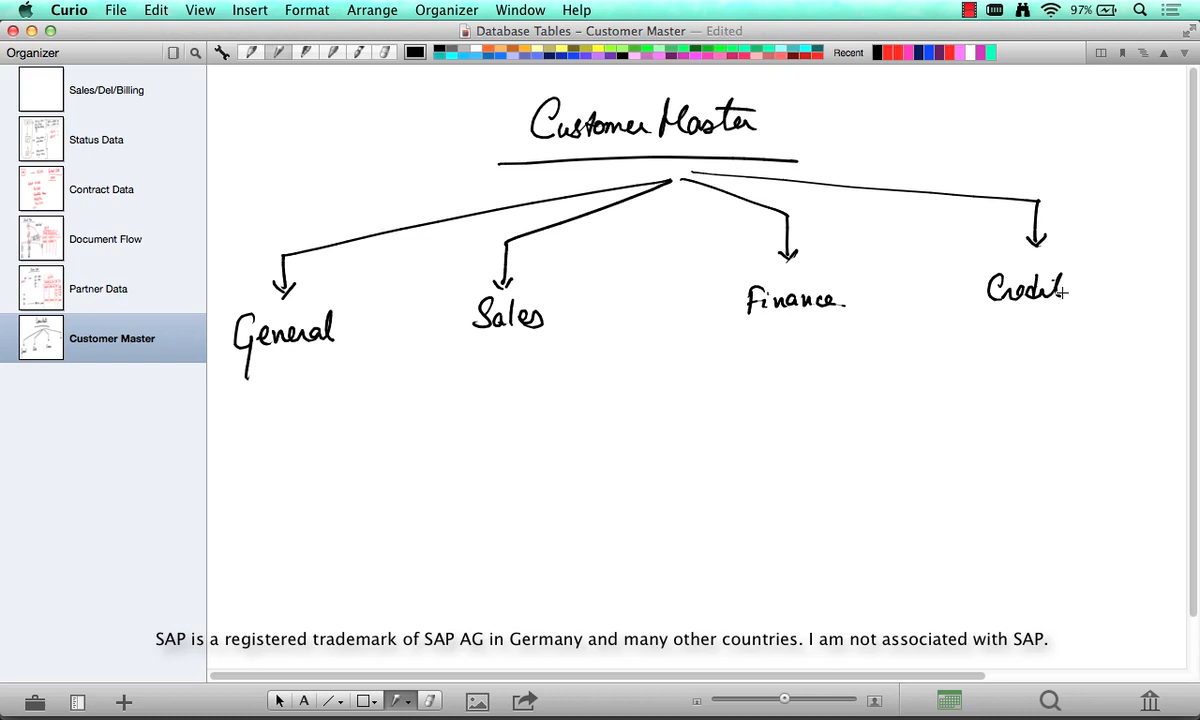 Curio File Edit View Insert Format Arrange Organizer Window Help 97%
Database Tables – Customer Master — Edited
Organizer
Recent
Sales/Del/Billing
Status Data
Contract Data
Document Flow
Partner Data
Customer Master
Customer Master
General
Sales
Finance.
Credit
SAP is a registered trademark of SAP AG in Germany and many other countries. I am not associated with SAP.
A